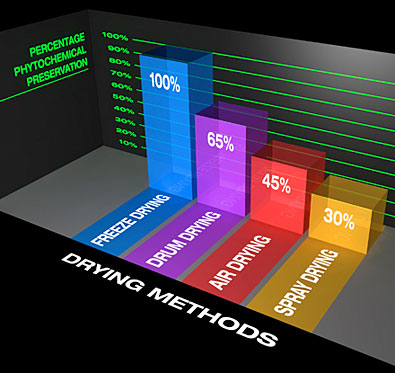 PERCENTAGE
PHYTOCHEMICAL
PRESERVATION
100%
90%
80%
70%
60%
50%
40%
30%
20%
10%
100%
65%
45%
30%
FREEZE DRYING
DRUM DRYING
AIR DRYING
SPRAY DRYING
DRYING METHODS